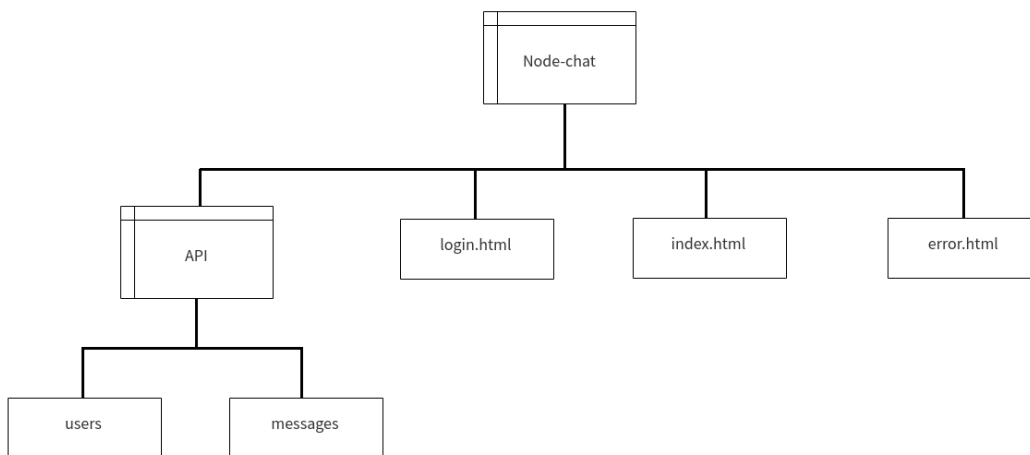 Node-chat
API
login.html
index.html
error.html
users
messages